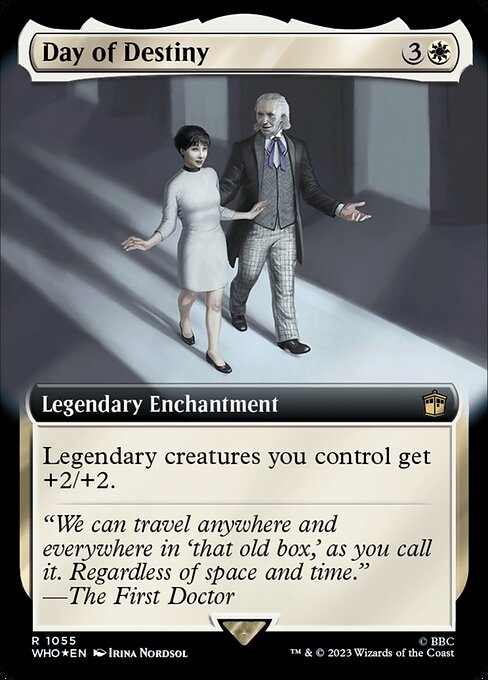 Day of Destiny 3
Legendary Enchantment
Legendary creatures you control get
+2/+2.
“We can travel anywhere and
everywhere in ‘that old box,’ as you call
it. Regardless of space and time.”
—The First Doctor
R 1055
WHO★EN Irina Nordsol
© BBC
™ & © 2023 Wizards of the Coast